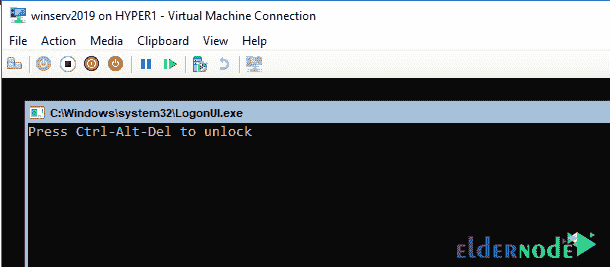 winserv2019 on HYPER1 - Virtual Machine Connection
File Action Media Clipboard View Help
C:\Windows\system32\LogonUI.exe
Press Ctrl-Alt-Del to unlock
ELDERNODE